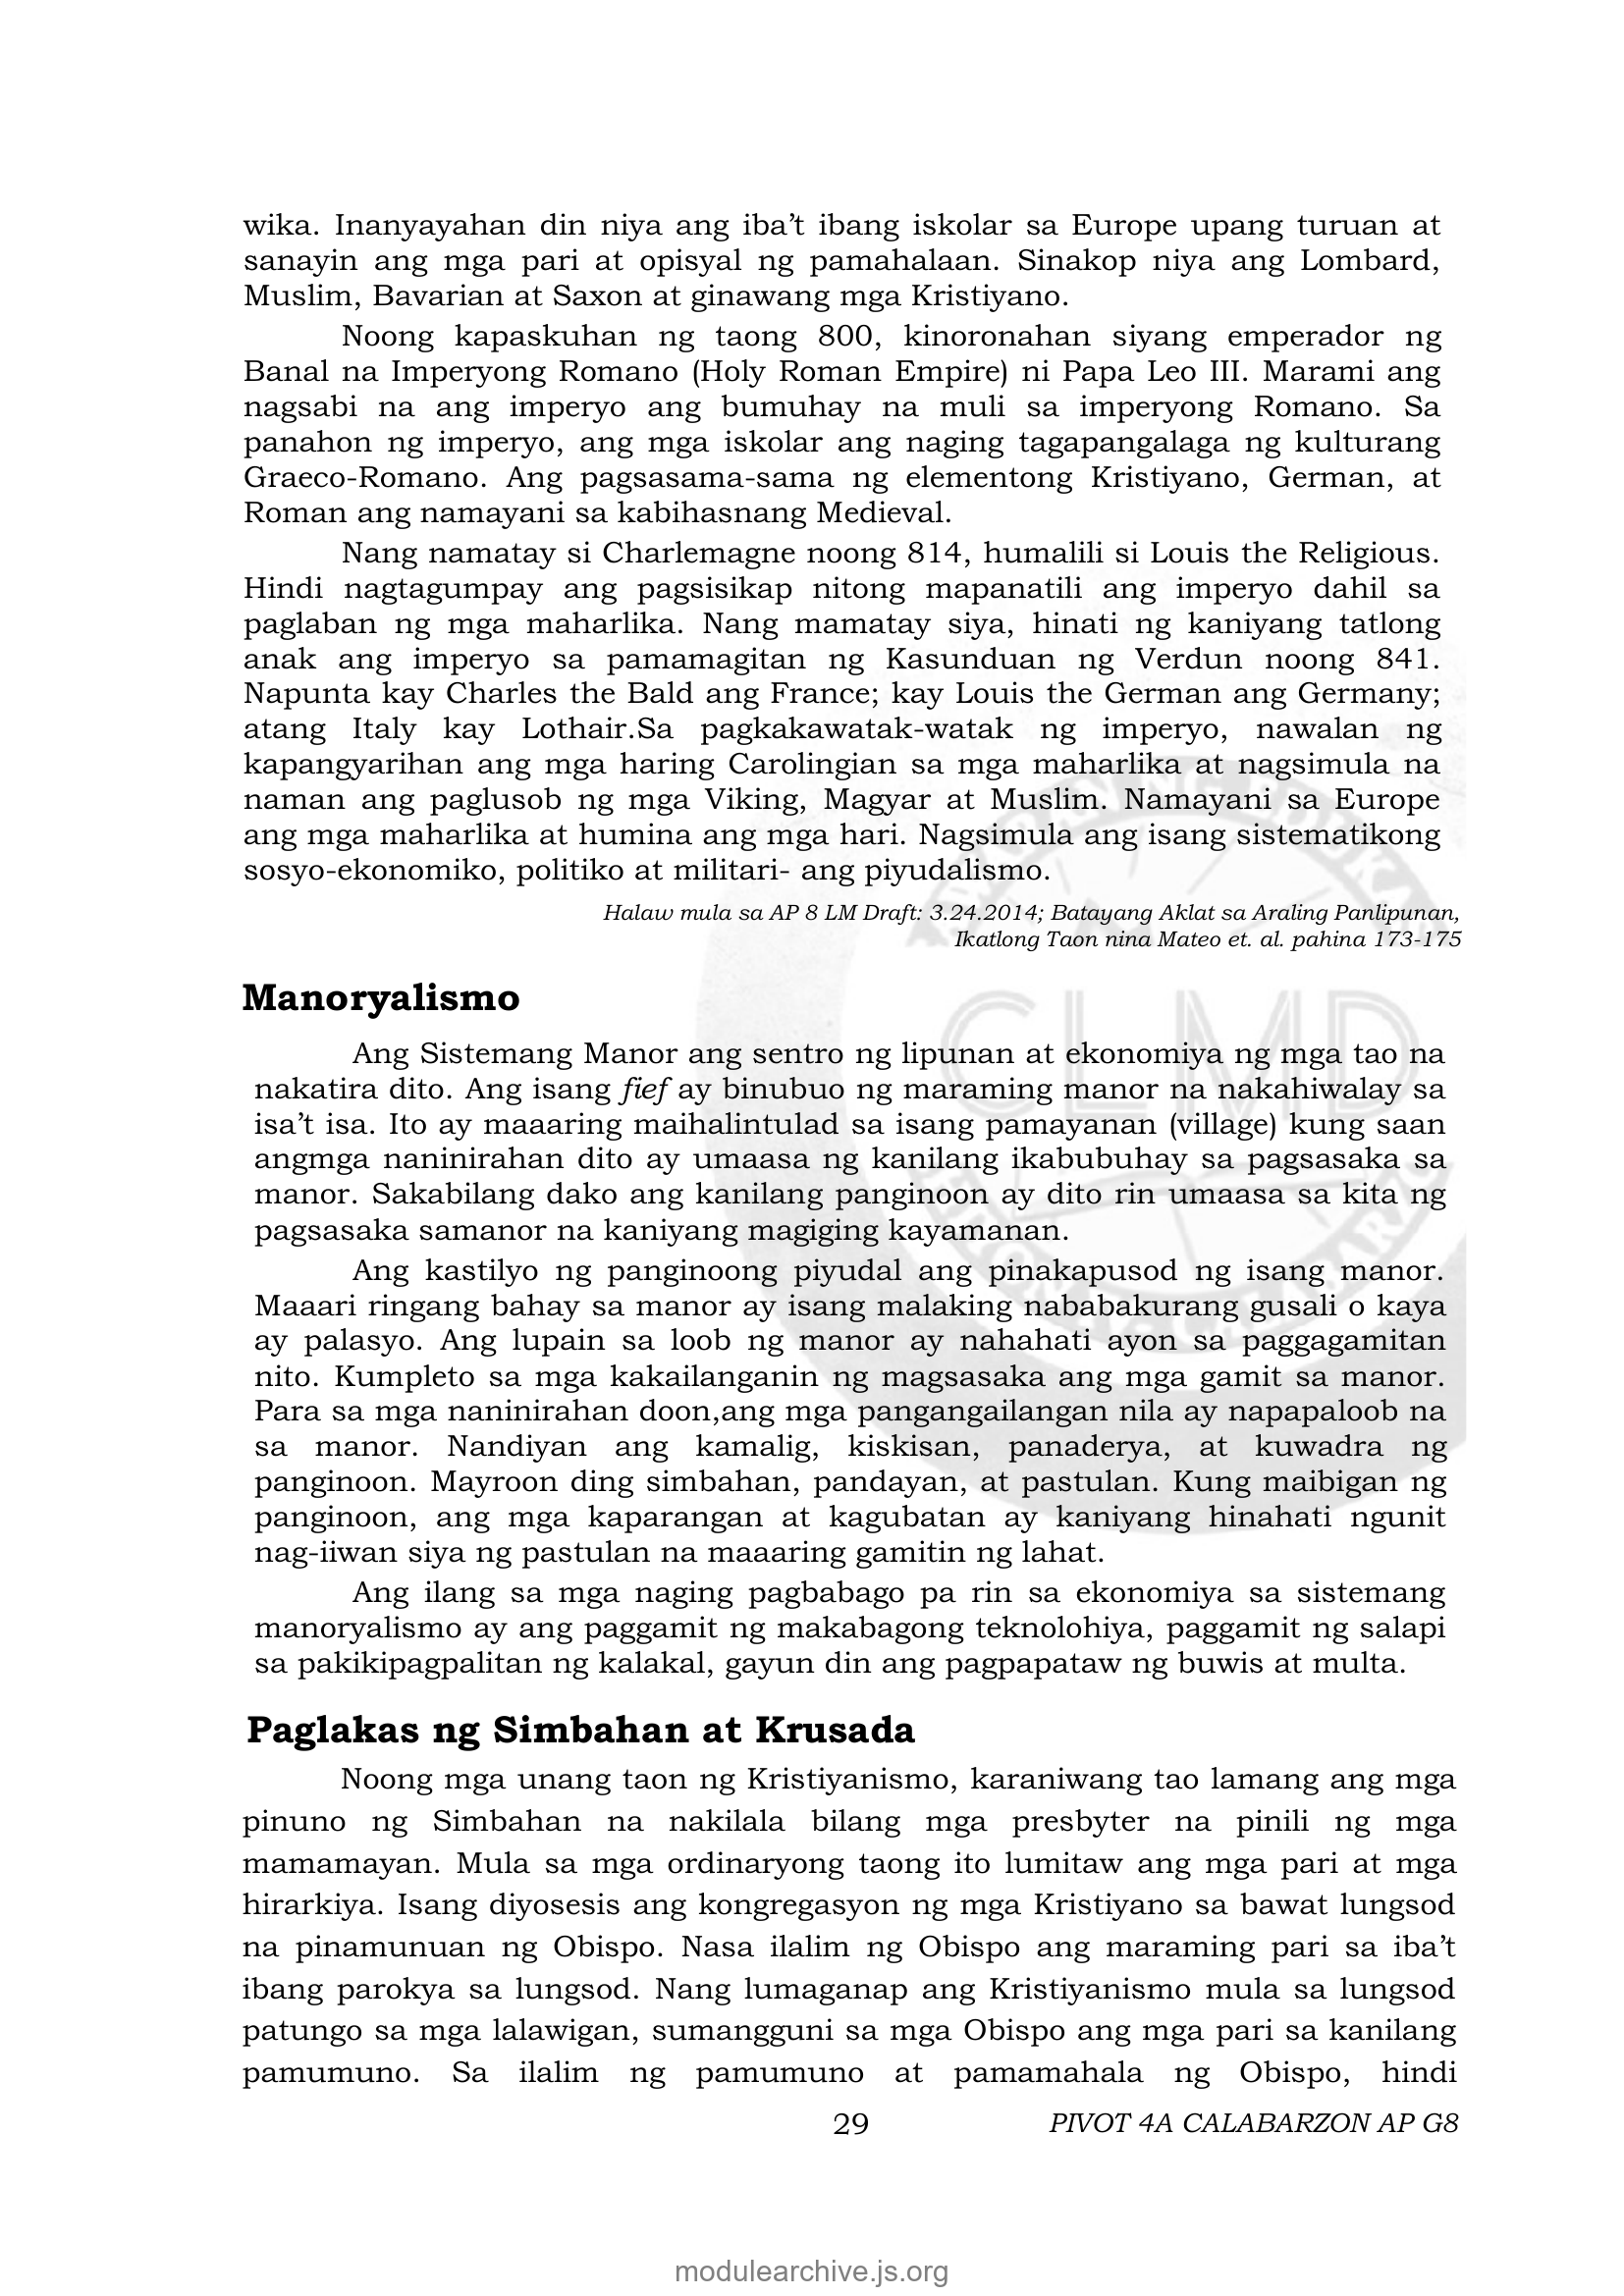 wika. Inanyayahan din niya ang iba’t ibang iskolar sa Europe upang turuan at
sanayin ang mga pari at opisyal ng pamahalaan. Sinakop niya ang Lombard,
Muslim, Bavarian at Saxon at ginawang mga Kristiyano.
Noong kapaskuhan ng taong 800, kinoronahan siyang emperador ng
Banal na Imperyong Romano (Holy Roman Empire) ni Papa Leo III. Marami ang
nagsabi na ang imperyo ang bumuhay na muli sa imperyong Romano. Sa
panahon ng imperyo, ang mga iskolar ang naging tagapangalaga ng kulturang
Graeco-Romano. Ang pagsasama-sama ng elementong Kristiyano, German, at
Roman ang namayani sa kabihasnang Medieval.
Nang namatay si Charlemagne noong 814, humalili si Louis the Religious.
Hindi nagtagumpay ang pagsisikap nitong mapanatili ang imperyo dahil sa
paglaban ng mga maharlika. Nang mamatay siya, hinati ng kaniyang tatlong
anak ang imperyo sa pamamagitan ng Kasunduan ng Verdun noong 841.
Napunta kay Charles the Bald ang France; kay Louis the German ang Germany;
atang Italy kay Lothair.Sa pagkakawatak-watak ng imperyo, nawalan ng
kapangyarihan ang mga haring Carolingian sa mga maharlika at nagsimula na
naman ang paglusob ng mga Viking, Magyar at Muslim. Namayani sa Europe
ang mga maharlika at humina ang mga hari. Nagsimula ang isang sistematikong
sosyo-ekonomiko, politiko at militari- ang piyudalismo.
Halaw mula sa AP 8 LM Draft: 3.24.2014; Batayang Aklat sa Araling Panlipunan,
Ikatlong Taon nina Mateo et. al. pahina 173-175
Manoryalismo
Ang Sistemang Manor ang sentro ng lipunan at ekonomiya ng mga tao na
nakatira dito. Ang isang fief ay binubuo ng maraming manor na nakahiwalay sa
isa’t isa. Ito ay maaaring maihalintulad sa isang pamayanan (village) kung saan
angmga naninirahan dito ay umaasa ng kanilang ikabubuhay sa pagsasaka sa
manor. Sakabilang dako ang kanilang panginoon ay dito rin umaasa sa kita ng
pagsasaka samanor na kaniyang magiging kayamanan.
Ang kastilyo ng panginoong piyudal ang pinakapusod ng isang manor.
Maaari ringang bahay sa manor ay isang malaking nababakurang gusali o kaya
ay palasyo. Ang lupain sa loob ng manor ay nahahati ayon sa paggagamitan
nito. Kumpleto sa mga kakailanganin ng magsasaka ang mga gamit sa manor.
Para sa mga naninirahan doon,ang mga pangangailangan nila ay napapaloob na
sa manor. Nandiyan ang kamalig, kiskisan, panaderya, at kuwadra ng
panginoon. Mayroon ding simbahan, pandayan, at pastulan. Kung maibigan ng
panginoon, ang mga kaparangan at kagubatan ay kaniyang hinahati ngunit
nag-iiwan siya ng pastulan na maaaring gamitin ng lahat.
Ang ilang sa mga naging pagbabago pa rin sa ekonomiya sa sistemang
manoryalismo ay ang paggamit ng makabagong teknolohiya, paggamit ng salapi
sa pakikipagpalitan ng kalakal, gayun din ang pagpapataw ng buwis at multa.
Paglakas ng Simbahan at Krusada
Noong mga unang taon ng Kristiyanismo, karaniwang tao lamang ang mga
pinuno ng Simbahan na nakilala bilang mga presbyter na pinili ng mga
mamamayan. Mula sa mga ordinaryong taong ito lumitaw ang mga pari at mga
hirarkiya. Isang diyosesis ang kongregasyon ng mga Kristiyano sa bawat lungsod
na pinamunuan ng Obispo. Nasa ilalim ng Obispo ang maraming pari sa iba’t
ibang parokya sa lungsod. Nang lumaganap ang Kristiyanismo mula sa lungsod
patungo sa mga lalawigan, sumangguni sa mga Obispo ang mga pari sa kanilang
pamumuno. Sa ilalim ng pamumuno at pamamahala ng Obispo, hindi
29 PIVOT 4A CALABARZON AP G8
CLMD
modulearchive.js.org